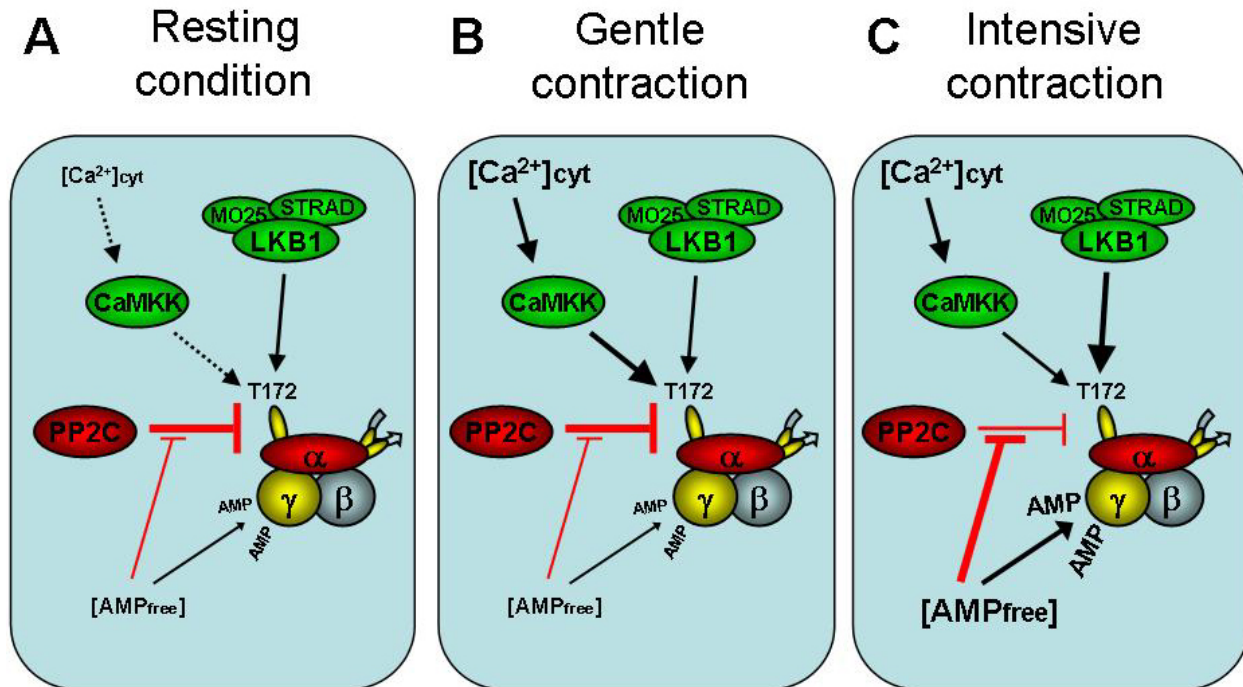 A
Resting
condition
[Ca²⁺]cyt
MO25
STRAD
LKB1
CaMKK
T172
PP2C
α
AMP
γ
β
AMP
[AMPfree]
B
Gentle
contraction
[Ca²⁺]cyt
MO25
STRAD
LKB1
CaMKK
T172
PP2C
α
AMP
γ
β
AMP
[AMPfree]
C
Intensive
contraction
[Ca²⁺]cyt
MO25
STRAD
LKB1
CaMKK
T172
PP2C
α
AMP
γ
β
AMP
[AMPfree]